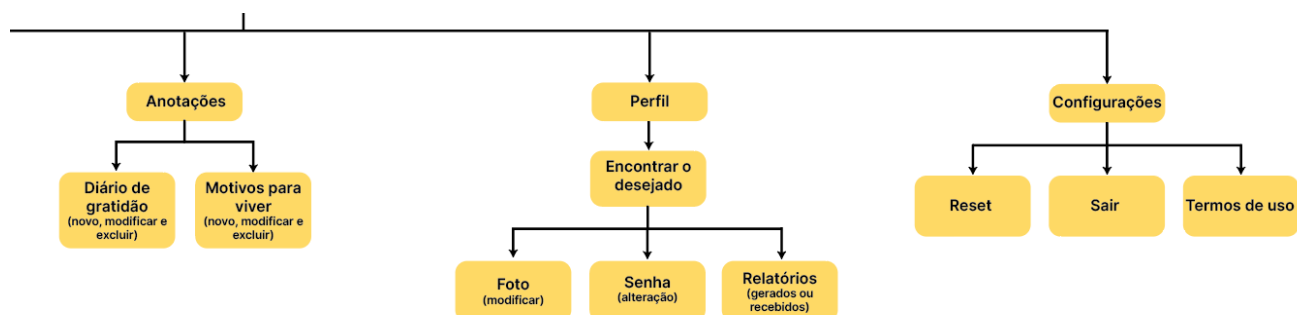 Anotações
Perfil
Configurações
Diário de
gratidão
(novo, modificar e
excluir)
Motivos para
viver
(novo, modificar e
excluir)
Encontrar o
desejado
Reset
Sair
Termos de uso
Foto
(modificar)
Senha
(alteração)
Relatórios
(gerados ou
recebidos)